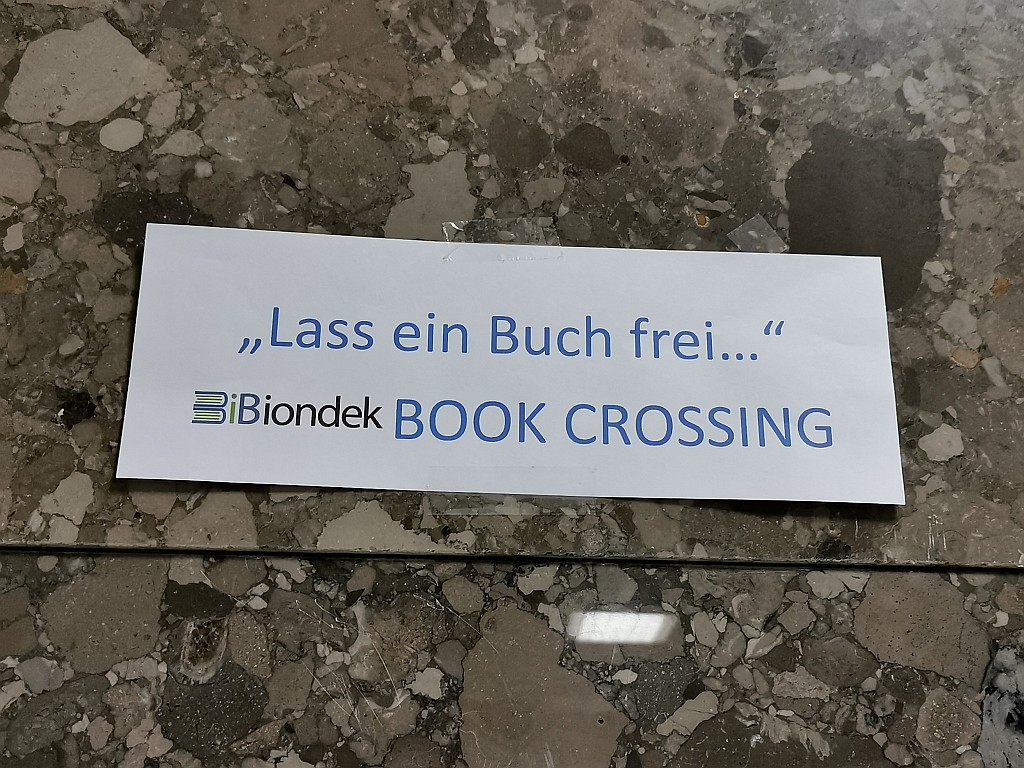 „Lass ein Buch frei...“
BiBiondek BOOK CROSSING